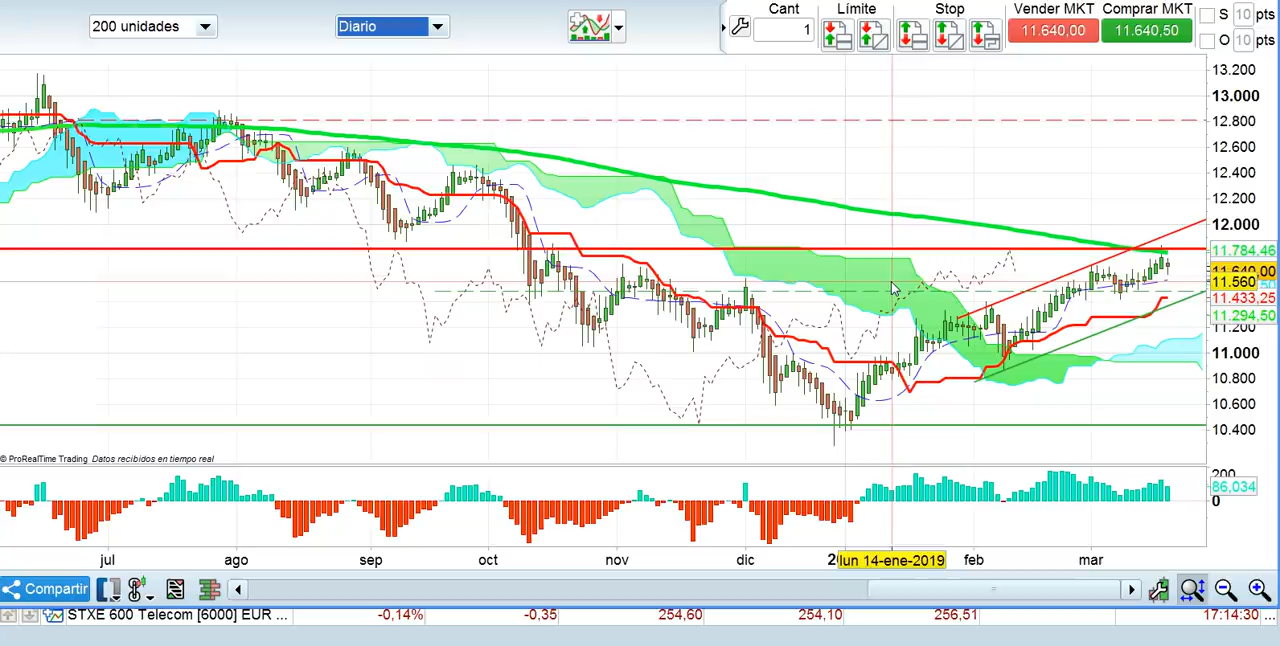 200 unidades
Diario
Cant
1
Límite
Stop
Vender MKT
11.640,00
Comprar MKT
11.640,50
S 10 pts
O 10 pts
13.200
13.000
12.800
12.600
12.400
12.200
12.000
11.784.46
11.640,00
11.560
11.433,25
11.294,50
11.200
11.000
10.800
10.600
10.400
© ProRealTime Trading Datos recibidos en tiempo real
200
86,034
0
jul
ago
sep
oct
nov
dic
lun 14-ene-2019
feb
mar
Compartir
STXE 600 Telecom [6000] EUR ... -0,14% -0,35 254,60 254,10 256,51 17:14:30 ...